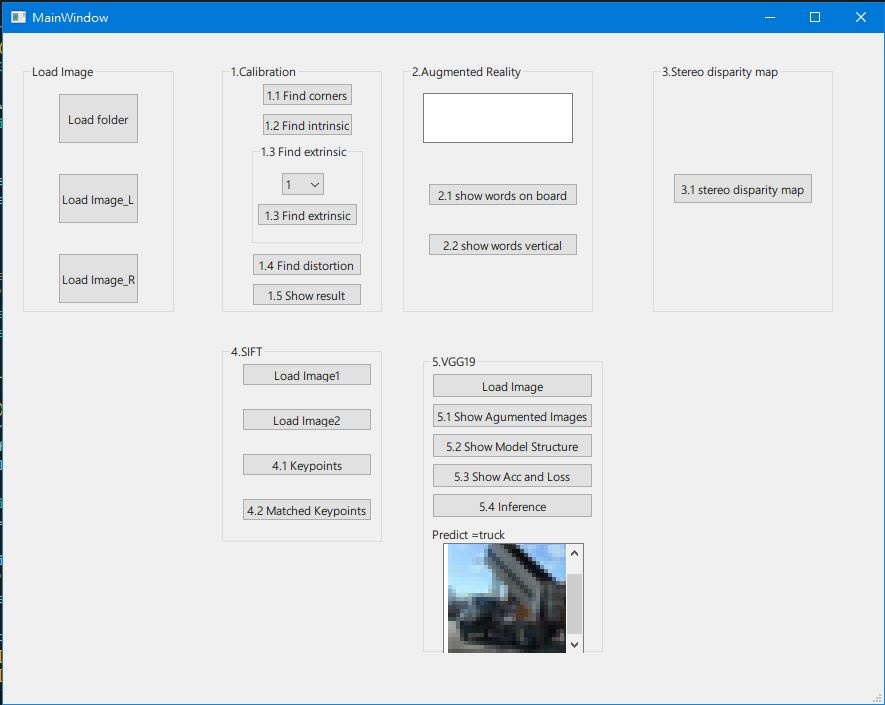 MainWindow
Load Image
Load folder
Load Image_L
Load Image_R
1.Calibration
1.1 Find corners
1.2 Find intrinsic
1.3 Find extrinsic
1
1.3 Find extrinsic
1.4 Find distortion
1.5 Show result
2.Augmented Reality
2.1 show words on board
2.2 show words vertical
3.Stereo disparity map
3.1 stereo disparity map
4.SIFT
Load Image1
Load Image2
4.1 Keypoints
4.2 Matched Keypoints
5.VGG19
Load Image
5.1 Show Agumented Images
5.2 Show Model Structure
5.3 Show Acc and Loss
5.4 Inference
Predict =truck